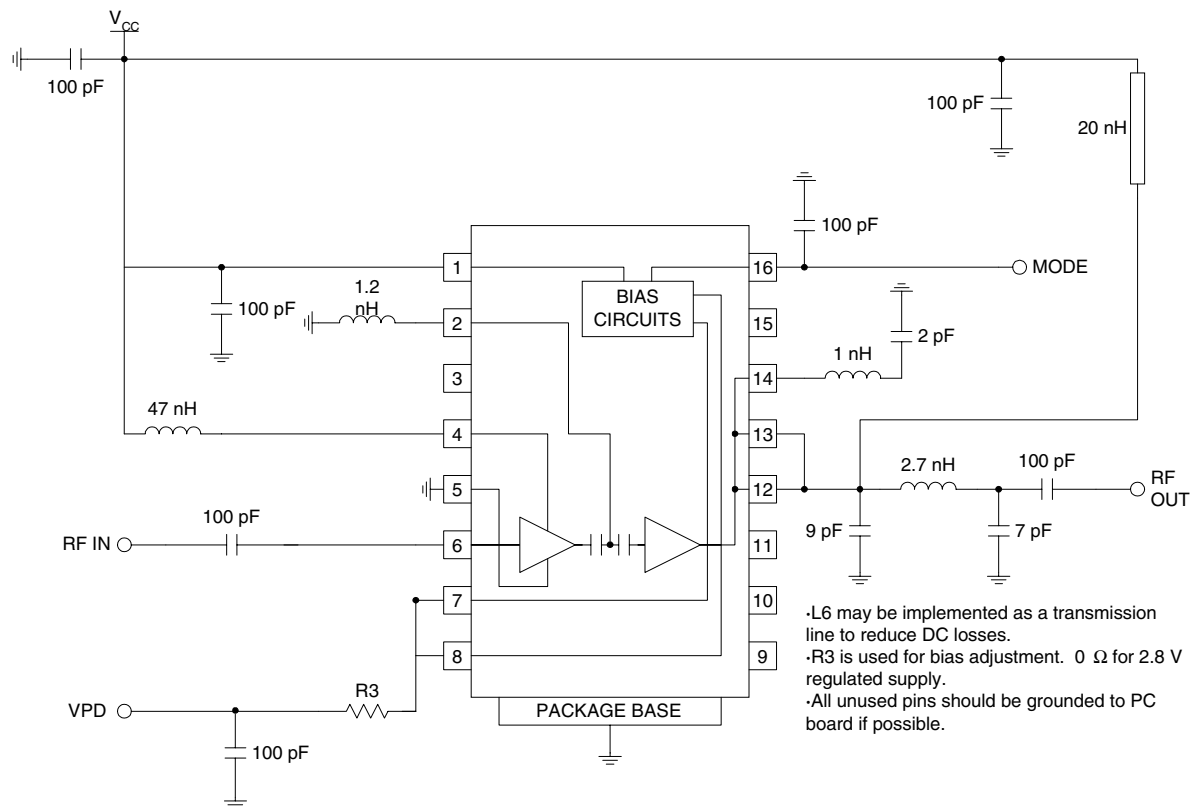 VCC
100 pF
100 pF
20 nH
100 pF
1
16
MODE
BIAS
CIRCUITS
1.2
nH
100 pF
2
15
2 pF
1 nH
3
14
47 nH
4
13
2.7 nH
100 pF
5
12
RF
OUT
100 pF
9 pF
7 pF
RF IN
6
11
7
10
8
9
·L6 may be implemented as a transmission
line to reduce DC losses.
·R3 is used for bias adjustment. 0 Ω for 2.8 V
regulated supply.
·All unused pins should be grounded to PC
board if possible.
R3
VPD
PACKAGE BASE
100 pF